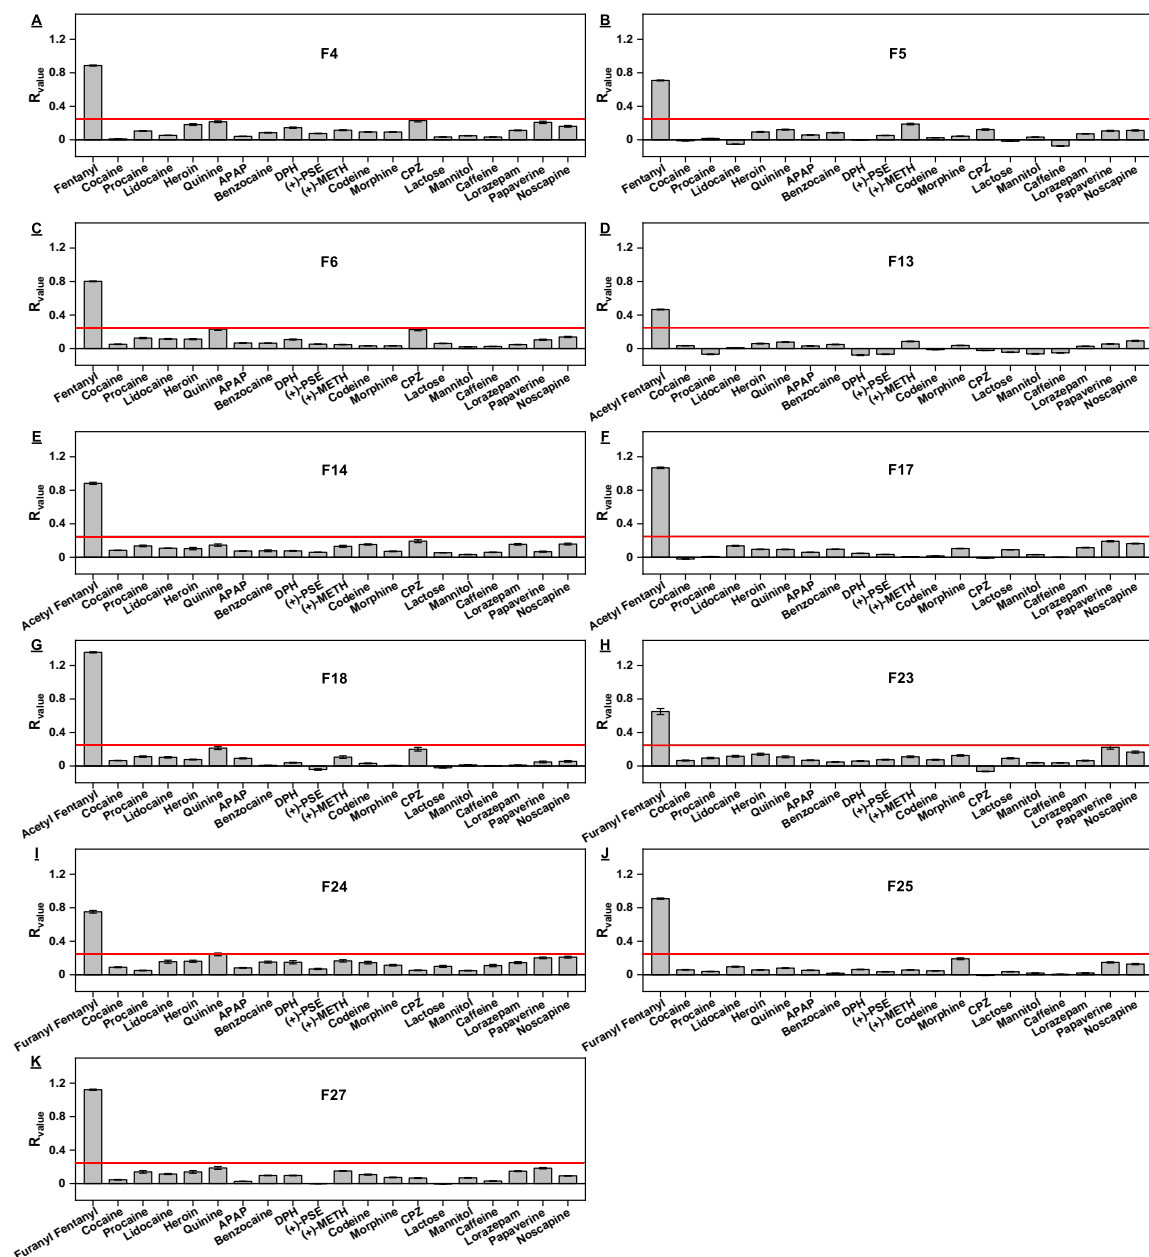 A
F4
R value
1.2
0.8
0.4
0
Fentanyl
Cocaine
Procaine
Lidocaine
Heroin
Quinine
APAP
Benzocaine
DPH
(+)-PSE
(+)-METH
Codeine
Morphine
CPZ
Lactose
Mannitol
Caffeine
Lorazepam
Papaverine
Noscapine
B
F5
R value
1.2
0.8
0.4
0
Fentanyl
Cocaine
Procaine
Lidocaine
Heroin
Quinine
APAP
Benzocaine
DPH
(+)-PSE
(+)-METH
Codeine
Morphine
CPZ
Lactose
Mannitol
Caffeine
Lorazepam
Papaverine
Noscapine
C
F6
R value
1.2
0.8
0.4
0
Fentanyl
Cocaine
Procaine
Lidocaine
Heroin
Quinine
APAP
Benzocaine
DPH
(+)-PSE
(+)-METH
Codeine
Morphine
CPZ
Lactose
Mannitol
Caffeine
Lorazepam
Papaverine
Noscapine
D
F13
R value
1.2
0.8
0.4
0
Acetyl Fentanyl
Cocaine
Procaine
Lidocaine
Heroin
Quinine
APAP
Benzocaine
DPH
(+)-PSE
(+)-METH
Codeine
Morphine
CPZ
Lactose
Mannitol
Caffeine
Lorazepam
Papaverine
Noscapine
E
F14
R value
1.2
0.8
0.4
0
Acetyl Fentanyl
Cocaine
Procaine
Lidocaine
Heroin
Quinine
APAP
Benzocaine
DPH
(+)-PSE
(+)-METH
Codeine
Morphine
CPZ
Lactose
Mannitol
Caffeine
Lorazepam
Papaverine
Noscapine
F
F17
R value
1.2
0.8
0.4
0
Acetyl Fentanyl
Cocaine
Procaine
Lidocaine
Heroin
Quinine
APAP
Benzocaine
DPH
(+)-PSE
(+)-METH
Codeine
Morphine
CPZ
Lactose
Mannitol
Caffeine
Lorazepam
Papaverine
Noscapine
G
F18
R value
1.2
0.8
0.4
0
Acetyl Fentanyl
Cocaine
Procaine
Lidocaine
Heroin
Quinine
APAP
Benzocaine
DPH
(+)-PSE
(+)-METH
Codeine
Morphine
CPZ
Lactose
Mannitol
Caffeine
Lorazepam
Papaverine
Noscapine
H
F23
R value
1.2
0.8
0.4
0
Furanyl Fentanyl
Cocaine
Procaine
Lidocaine
Heroin
Quinine
APAP
Benzocaine
DPH
(+)-PSE
(+)-METH
Codeine
Morphine
CPZ
Lactose
Mannitol
Caffeine
Lorazepam
Papaverine
Noscapine
I
F24
R value
1.2
0.8
0.4
0
Furanyl Fentanyl
Cocaine
Procaine
Lidocaine
Heroin
Quinine
APAP
Benzocaine
DPH
(+)-PSE
(+)-METH
Codeine
Morphine
CPZ
Lactose
Mannitol
Caffeine
Lorazepam
Papaverine
Noscapine
J
F25
R value
1.2
0.8
0.4
0
Furanyl Fentanyl
Cocaine
Procaine
Lidocaine
Heroin
Quinine
APAP
Benzocaine
DPH
(+)-PSE
(+)-METH
Codeine
Morphine
CPZ
Lactose
Mannitol
Caffeine
Lorazepam
Papaverine
Noscapine
K
F27
R value
1.2
0.8
0.4
0
Furanyl Fentanyl
Cocaine
Procaine
Lidocaine
Heroin
Quinine
APAP
Benzocaine
DPH
(+)-PSE
(+)-METH
Codeine
Morphine
CPZ
Lactose
Mannitol
Caffeine
Lorazepam
Papaverine
Noscapine